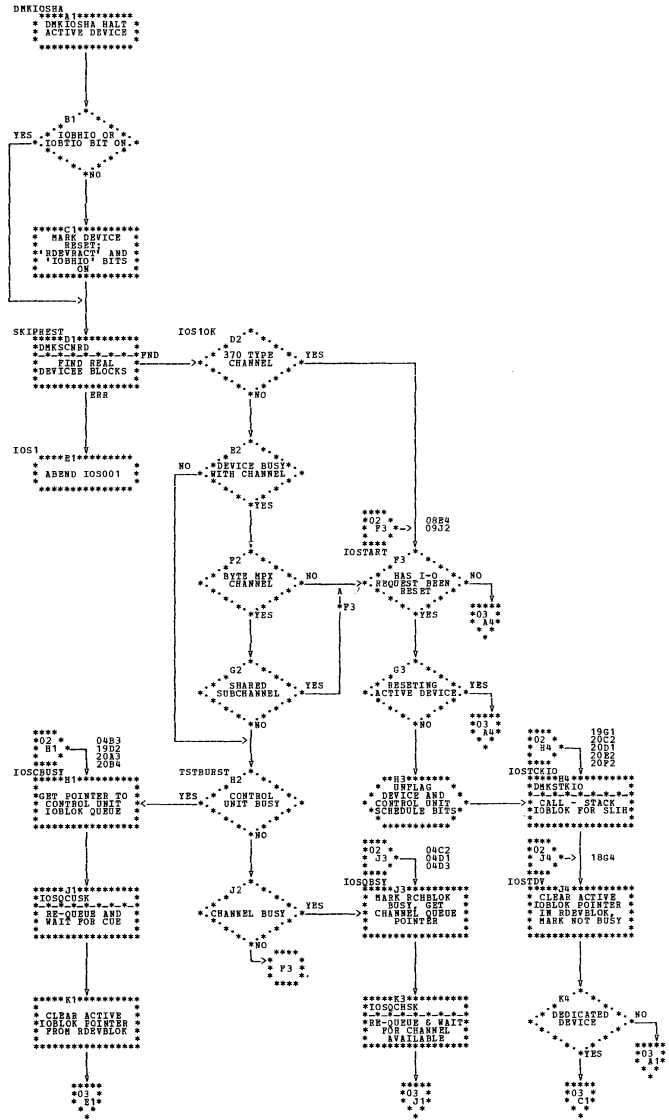 DMKIOSHA
A1
DMKIOSHA HALT
ACTIVE DEVICE
B1
IOBHIO OR
IOBTIO BIT ON
YES
NO
C1
MARK DEVICE
RESET;
'RDEVRACT' AND
'IOBHIO' BITS
ON
SKIPREST
D1
DMKSCNRD
FIND REAL
DEVICEE BLOCKS
FND
ERR
IOS1
E1
ABEND IOS001
IOS10K
D2
370 TYPE
CHANNEL
YES
NO
E2
DEVICE BUSY
WITH CHANNEL
NO
YES
F2
BYTE MPX
CHANNEL
NO
A
F3
YES
G2
SHARED
SUBCHANNEL
YES
NO
02
F3
08E4
09J2
IOSTART
F3
HAS I-O
REQUEST BEEN
RESET
NO
03
A4
YES
G3
RESETING
ACTIVE DEVICE
YES
03
A4
NO
H3
UNFLAG
DEVICE AND
CONTROL UNIT
SCHEDULE BITS
02
H1
04B3
19D2
20A3
20B4
IOSCBUSY
H1
GET POINTER TO
CONTROL UNIT
IOBLOK QUEUE
TSTBURST
H2
CONTROL
UNIT BUSY
YES
NO
02
H4
19G1
20C2
20D1
20E2
20F2
IOSTCKIO
H4
DMKSTKIO
CALL - STACK
IOBLOK FOR SLIH
J1
IOSQCUSK
RE-QUEUE AND
WAIT FOR CUE
J2
CHANNEL BUSY
YES
NO
F3
02
J3
04C2
04D1
04D3
IOSQBSY
J3
MARK RCHBLOK
BUSY, GET
CHANNEL QUEUE
POINTER
02
J4
18G4
IOSTDV
J4
CLEAR ACTIVE
IOBLOK POINTER
IN RDEVBLOK,
MARK NOT BUSY
K1
CLEAR ACTIVE
IOBLOK POINTER
FROM RDEVBLOK
03
E1
K3
IOSQCHSK
RE-QUEUE & WAIT
FOR CHANNEL
AVAILABLE
03
J1
K4
DEDICATED
DEVICE
NO
03
A1
YES
03
C1